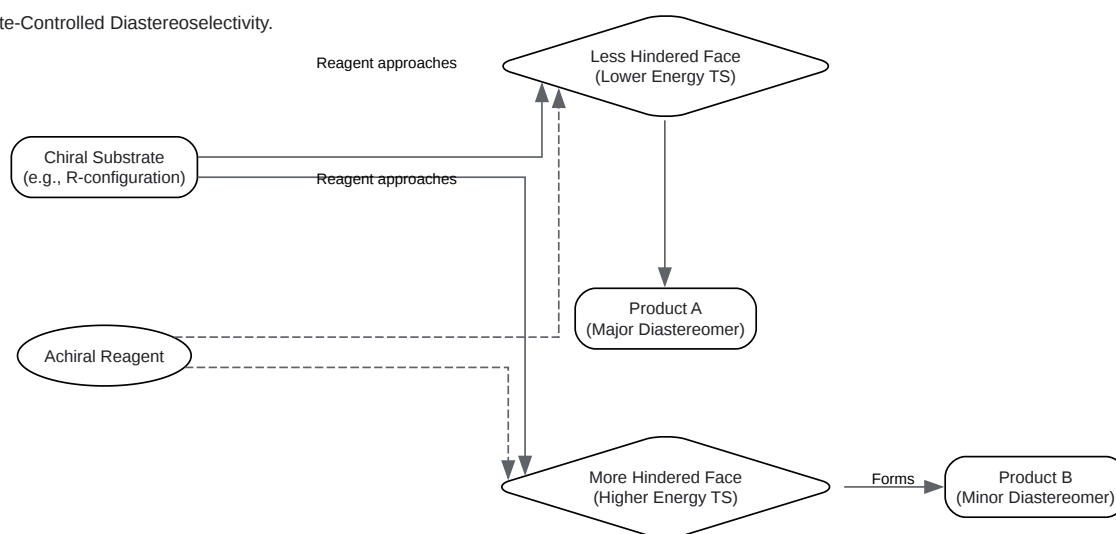 te-Controlled Diastereoselectivity.
Reagent approaches
Less Hindered Face
(Lower Energy TS)
Chiral Substrate
(e.g., R-configuration)
Reagent approaches
Product A
(Major Diastereomer)
Achiral Reagent
More Hindered Face
(Higher Energy TS)
Forms
Product B
(Minor Diastereomer)